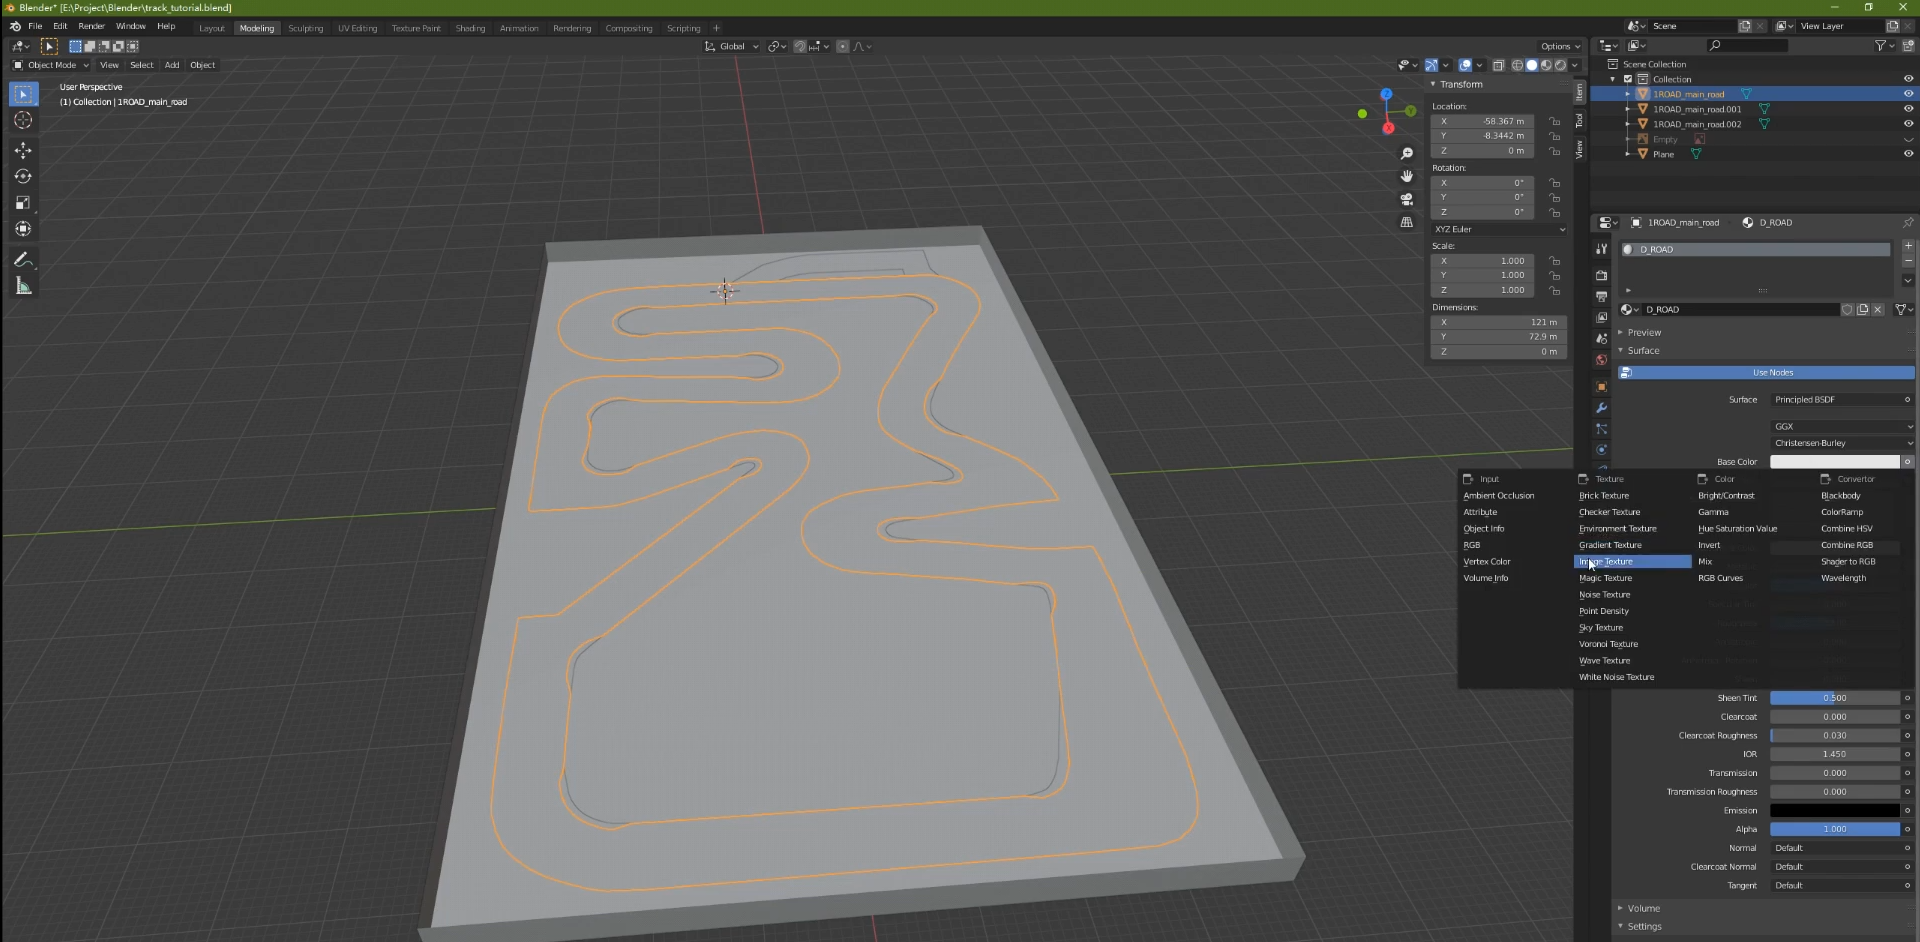 Blender* [E:\Project\Blender\track_tutorial.blend]
File Edit Render Window Help
Layout Modeling Sculpting UV Editing Texture Paint Shading Animation Rendering Compositing Scripting +
Scene
View Layer
Global
Options
Object Mode View Select Add Object
User Perspective
(1) Collection | 1ROAD_main_road
Transform
Location:
X -58.367 m
Y -8.3442 m
Z 0 m
Rotation:
X 0°
Y 0°
Z 0°
XYZ Euler
Scale:
X 1.000
Y 1.000
Z 1.000
Dimensions:
X 121 m
Y 72.9 m
Z 0 m
Item
Tool
View
Z
Y
X
Scene Collection
Collection
1ROAD_main_road
1ROAD_main_road.001
1ROAD_main_road.002
Empty
Plane
1ROAD_main_road D_ROAD
D_ROAD
D_ROAD
Preview
Surface
Use Nodes
Surface Principled BSDF
GGX
Christensen-Burley
Base Color
Input
Ambient Occlusion
Attribute
Object Info
RGB
Vertex Color
Volume Info
Texture
Brick Texture
Checker Texture
Environment Texture
Gradient Texture
Image Texture
Magic Texture
Noise Texture
Point Density
Sky Texture
Voronoi Texture
Wave Texture
White Noise Texture
Color
Bright/Contrast
Gamma
Hue Saturation Value
Invert
Mix
RGB Curves
Convertor
Blackbody
ColorRamp
Combine HSV
Combine RGB
Shader to RGB
Wavelength
Sheen Tint 0.500
Clearcoat 0.000
Clearcoat Roughness 0.030
IOR 1.450
Transmission 0.000
Transmission Roughness 0.000
Emission
Alpha 1.000
Normal Default
Clearcoat Normal Default
Tangent Default
Volume
Settings